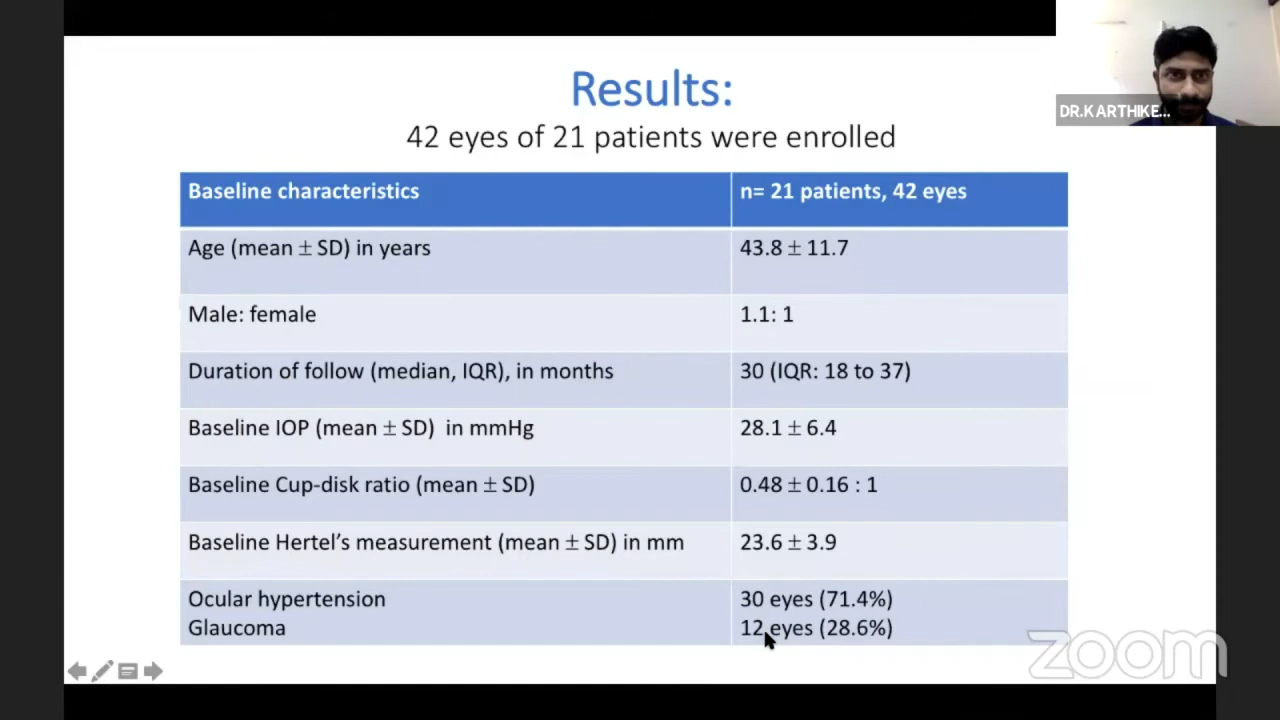 Results:
42 eyes of 21 patients were enrolled
DR.KARTHIKE...
Baseline characteristics n= 21 patients, 42 eyes
Age (mean ± SD) in years 43.8 ± 11.7
Male: female 1.1: 1
Duration of follow (median, IQR), in months 30 (IQR: 18 to 37)
Baseline IOP (mean ± SD) in mmHg 28.1 ± 6.4
Baseline Cup-disk ratio (mean ± SD) 0.48 ± 0.16 : 1
Baseline Hertel’s measurement (mean ± SD) in mm 23.6 ± 3.9
Ocular hypertension 30 eyes (71.4%)
Glaucoma 12 eyes (28.6%)
zoom